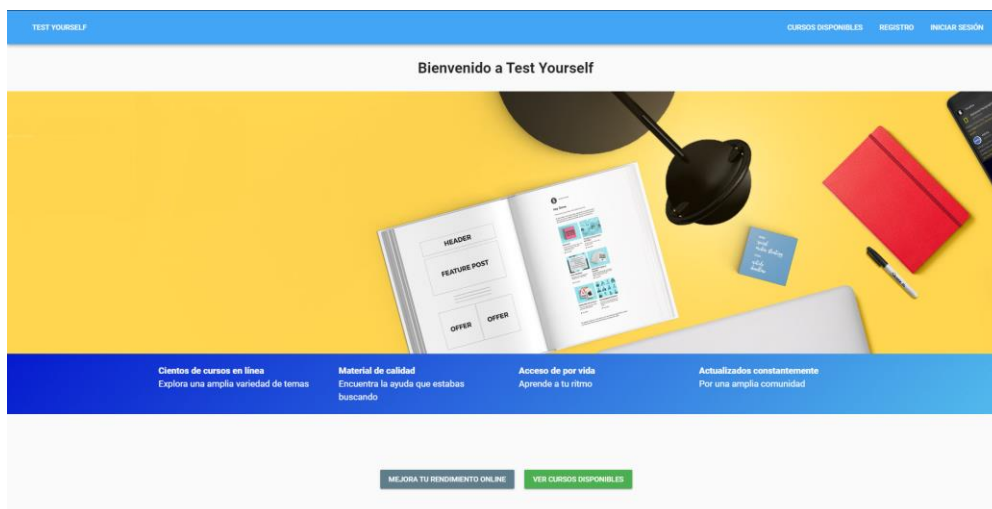 TEST YOURSELF
CURSOS DISPONIBLES REGISTRO INICIAR SESIÓN
Bienvenido a Test Yourself
HEADER
FEATURE POST
OFFER OFFER
Cientos de cursos en línea
Explora una amplia variedad de temas
Material de calidad
Encuentra la ayuda que estabas
buscando
Acceso de por vida
Aprende a tu ritmo
Actualizados constantemente
Por una amplia comunidad
MEJORA TU RENDIMIENTO ONLINE
VER CURSOS DISPONIBLES